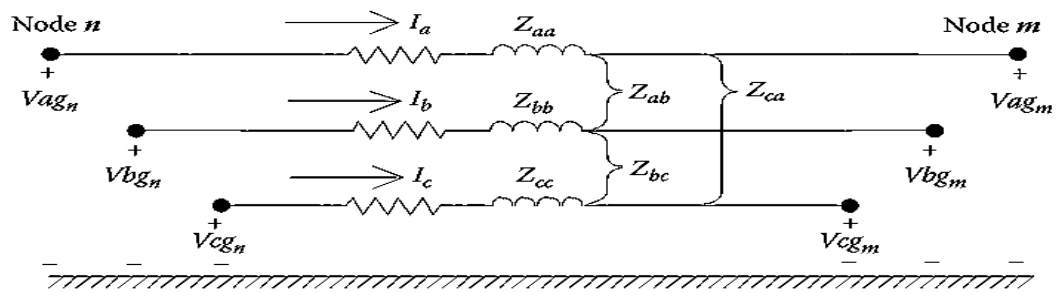 Node n I_a Z_aa Node m
+ +
Vag_n I_b Z_bb Z_ab Z_ca Vag_m
+ +
Vbg_n I_c Z_cc Z_bc Vbg_m
+ +
Vcg_n Vcg_m
– – – – – –